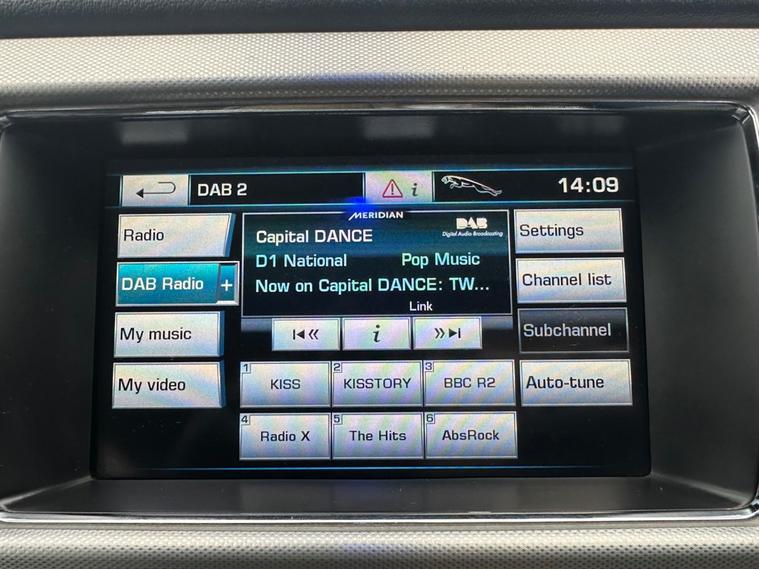 DAB 2
i
14:09
Radio
DAB Radio +
My music
My video
MERIDIAN
Capital DANCE
DAB
Digital Audio Broadcasting
D1 National Pop Music
Now on Capital DANCE: TW...
Link
i
1 KISS
2 KISSTORY
3 BBC R2
4 Radio X
5 The Hits
6 AbsRock
Settings
Channel list
Subchannel
Auto-tune